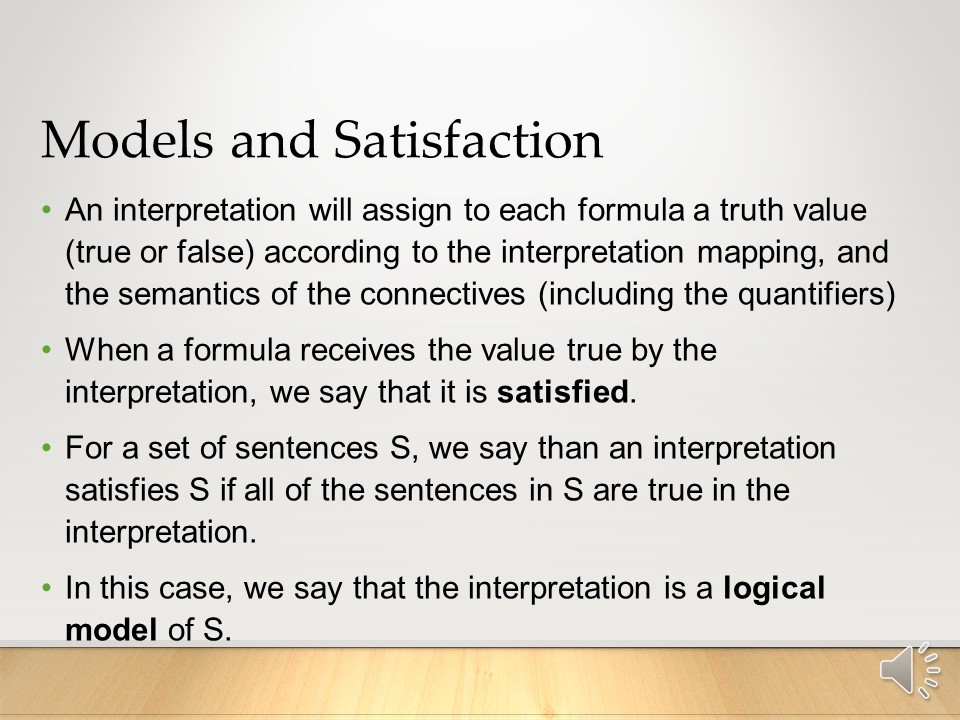 Models and Satisfaction
• An interpretation will assign to each formula a truth value
(true or false) according to the interpretation mapping, and
the semantics of the connectives (including the quantifiers)
• When a formula receives the value true by the
interpretation, we say that it is satisfied.
• For a set of sentences S, we say than an interpretation
satisfies S if all of the sentences in S are true in the
interpretation.
• In this case, we say that the interpretation is a logical
model of S.